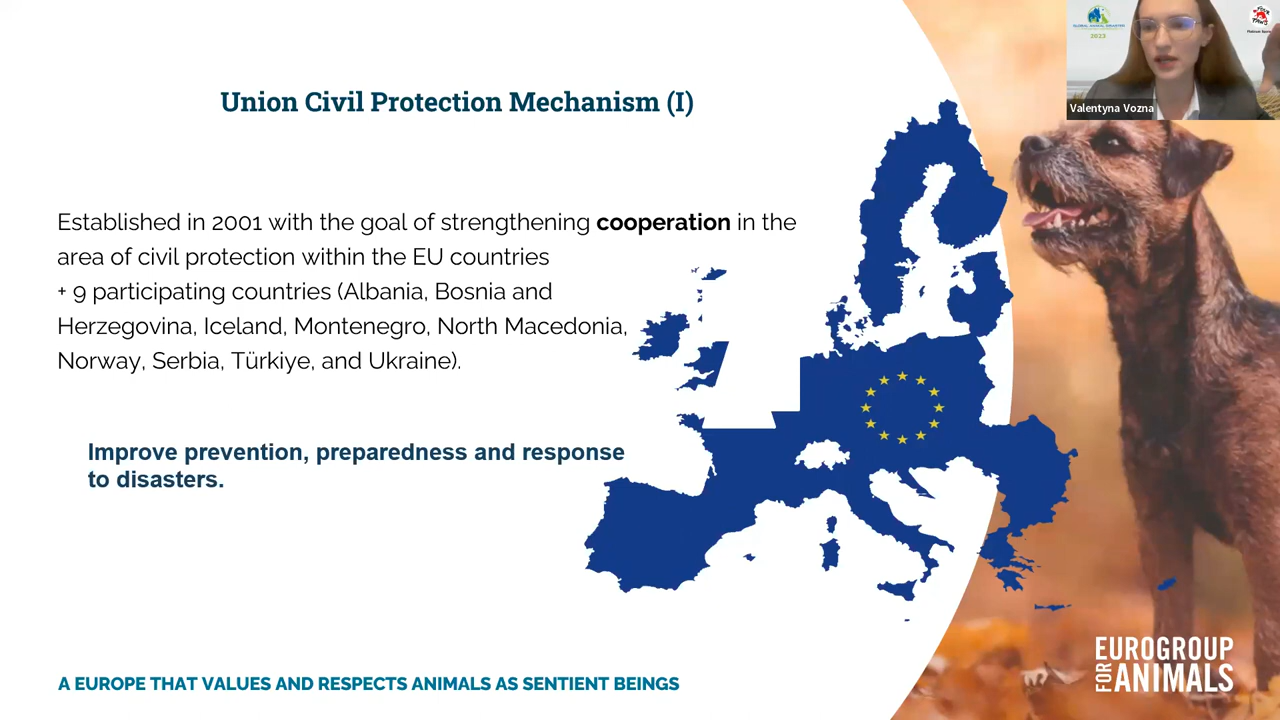 Union Civil Protection Mechanism (I)
Established in 2001 with the goal of strengthening cooperation in the
area of civil protection within the EU countries
+ 9 participating countries (Albania, Bosnia and
Herzegovina, Iceland, Montenegro, North Macedonia,
Norway, Serbia, Türkiye, and Ukraine).
Improve prevention, preparedness and response
to disasters.
A EUROPE THAT VALUES AND RESPECTS ANIMALS AS SENTIENT BEINGS
EUROGROUP
FOR ANIMALS
GLOBAL ANIMAL DISASTER
2023
Valentyna Vozna